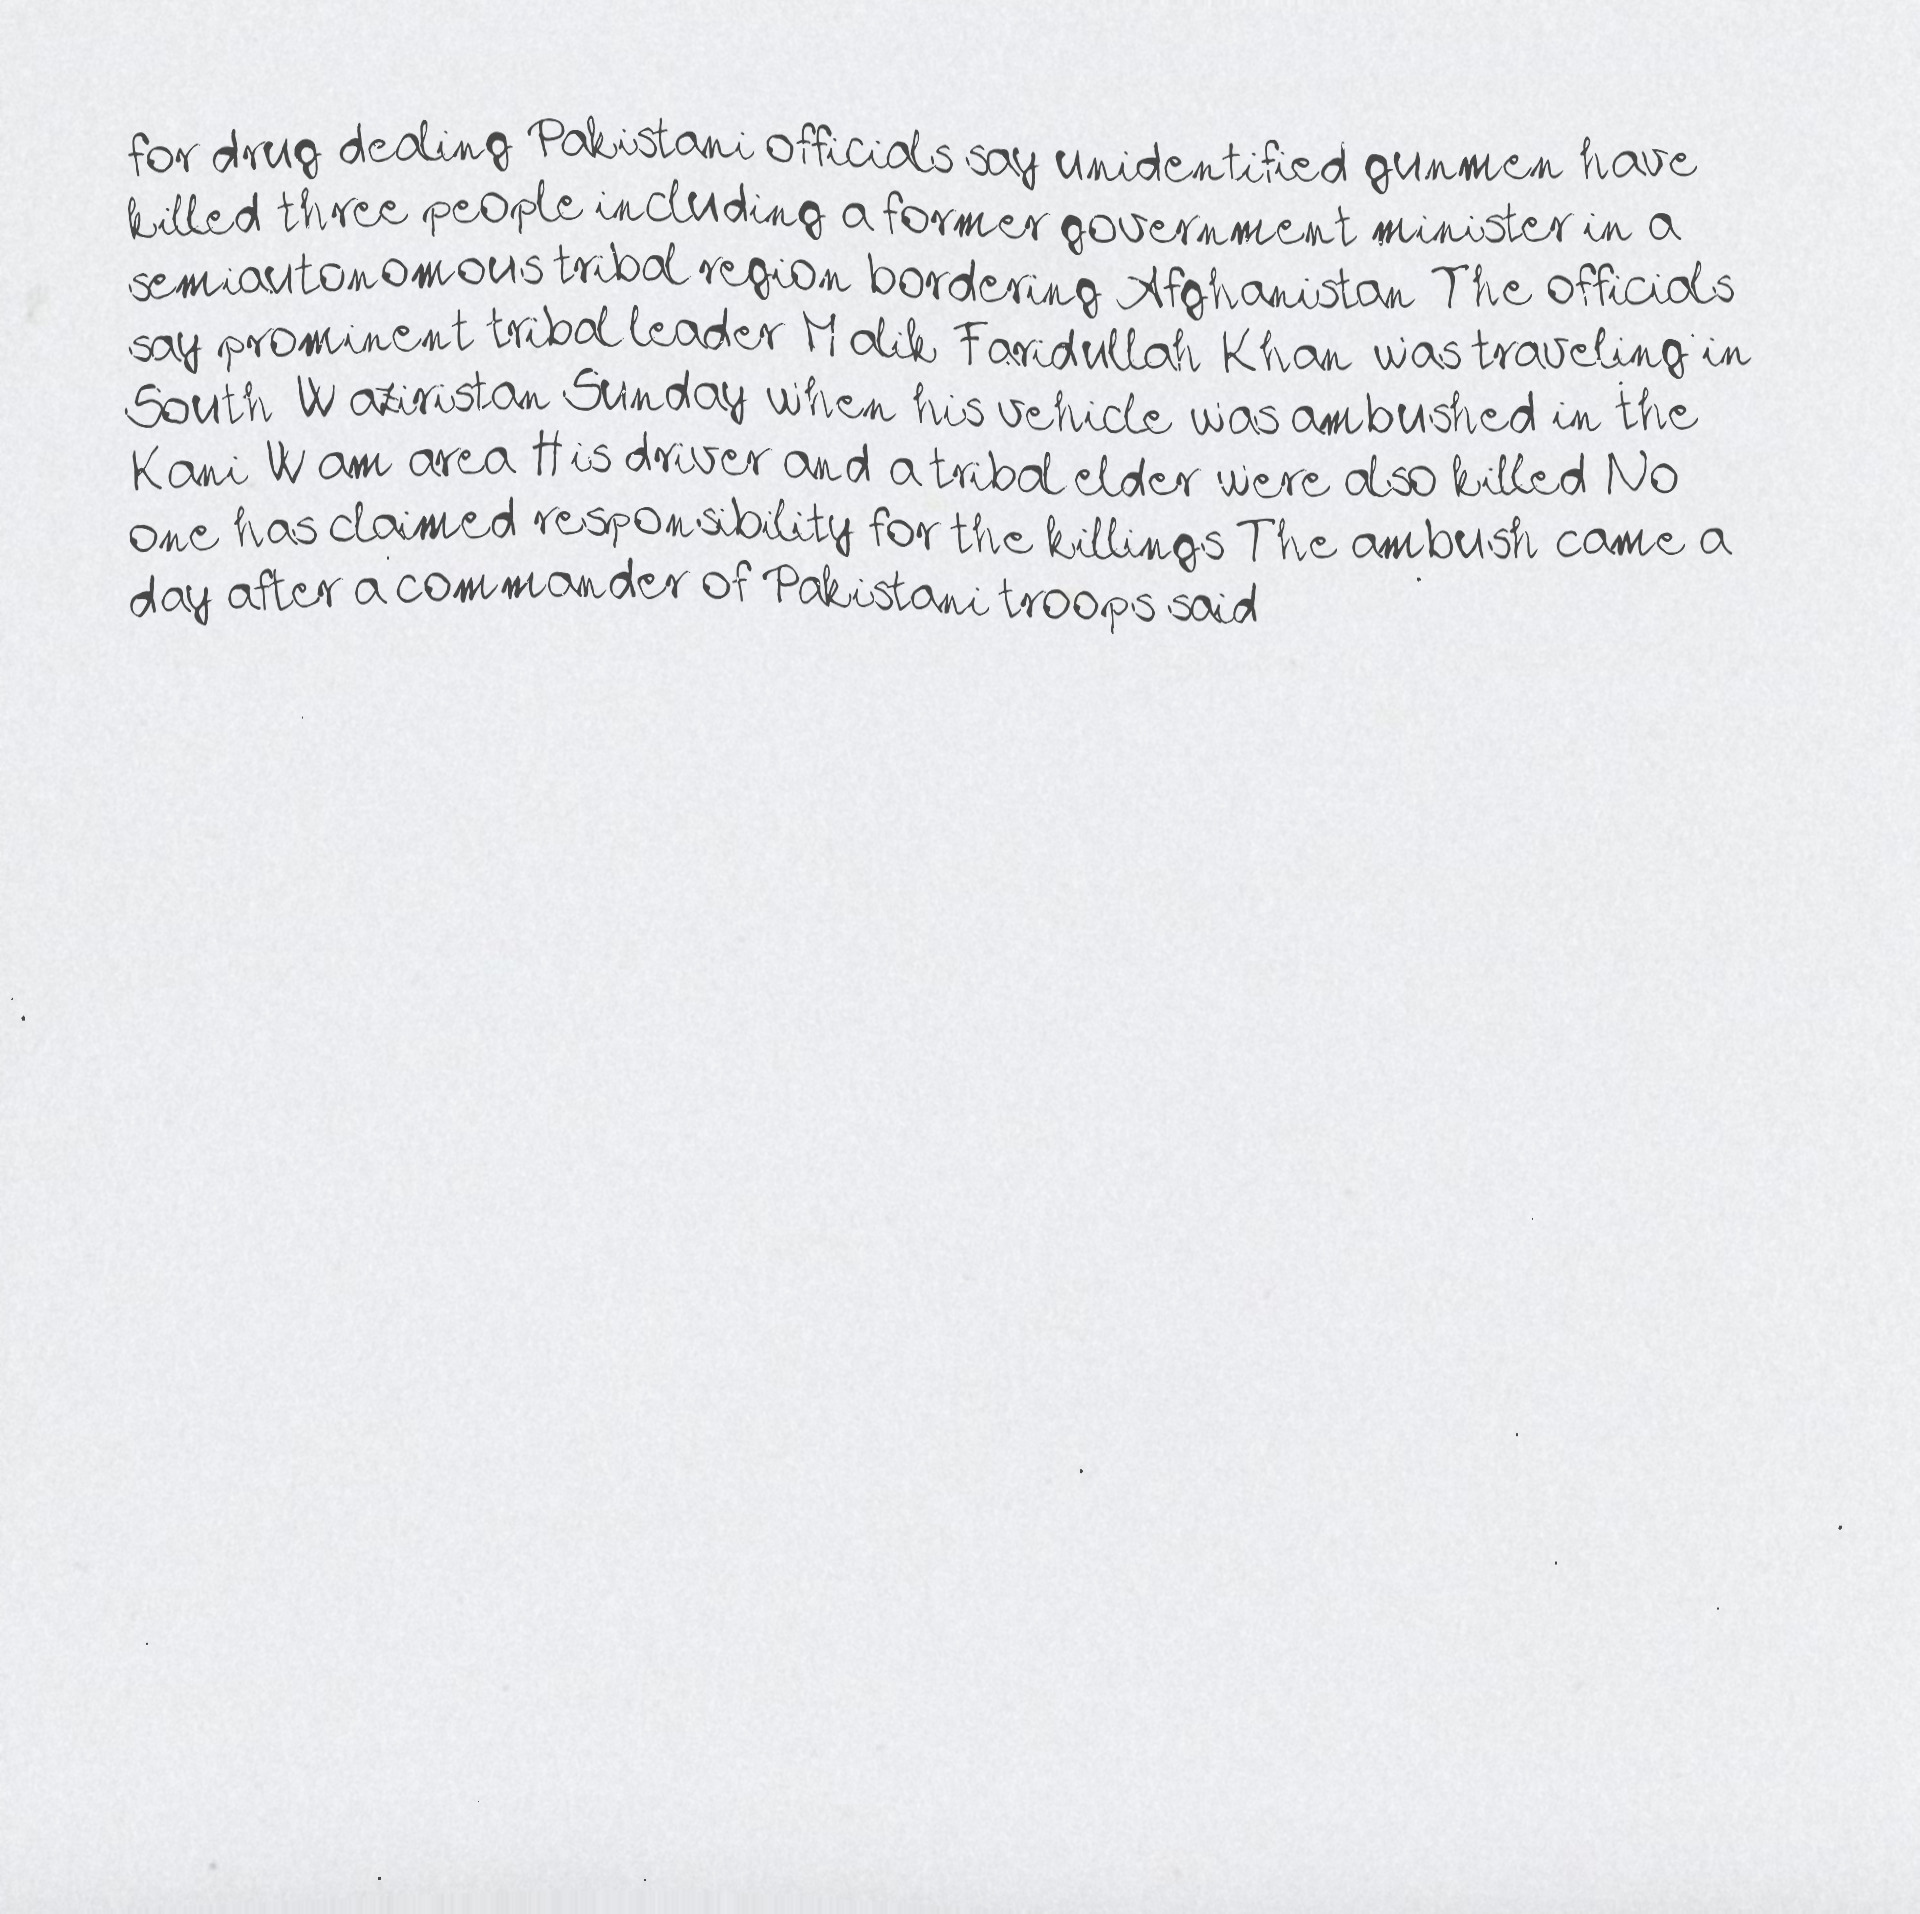 for drug dealing Pakistani officials say unidentified gunmen have
killed three people including a former government minister in a
semiautonomous tribal region bordering Afghanistan The officials
say prominent tribal leader Malik Faridullah Khan was traveling in
South Waziristan Sunday when his vehicle was ambushed in the
Kani Wam area His driver and a tribal elder were also killed No
one has claimed responsibility for the killings The ambush came a
day after a commander of Pakistani troops said